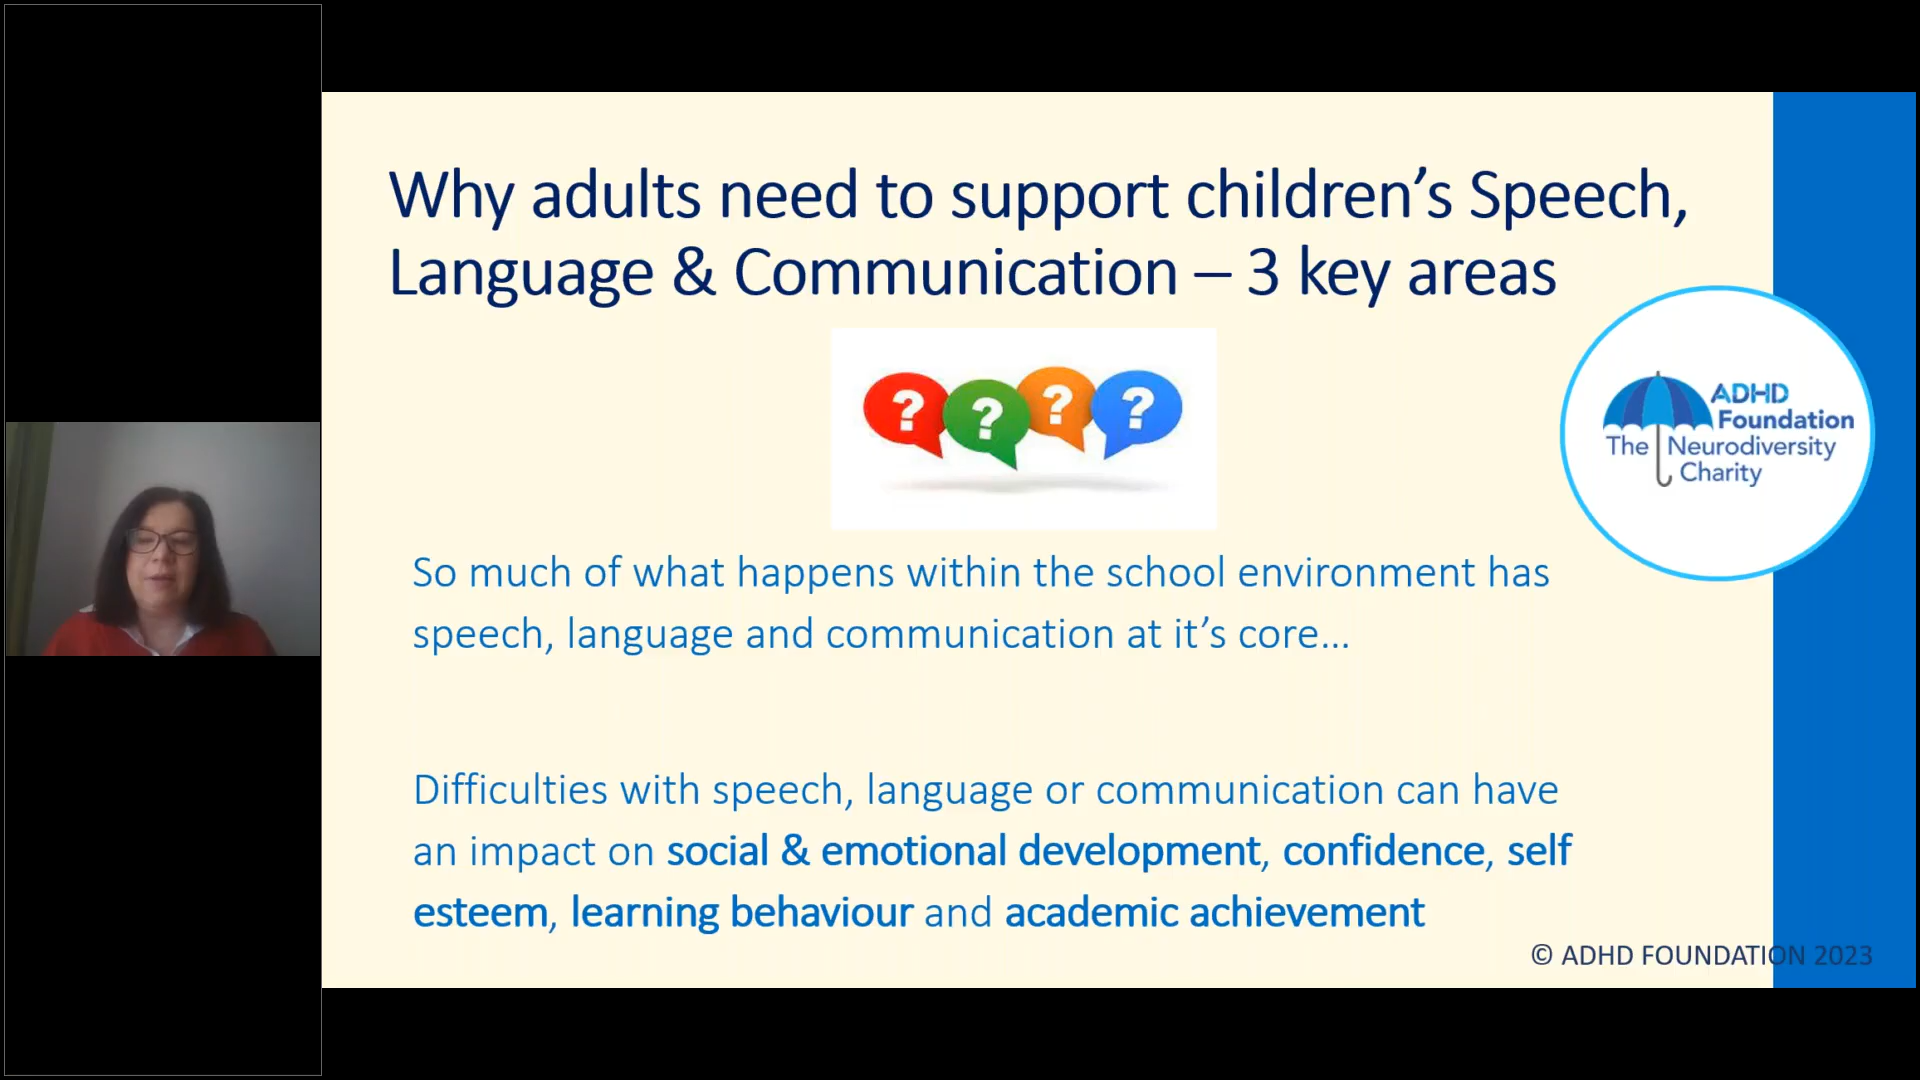 Why adults need to support children’s Speech,
Language & Communication – 3 key areas
? ? ? ?
ADHD
Foundation
The Neurodiversity
Charity
So much of what happens within the school environment has
speech, language and communication at it’s core…
Difficulties with speech, language or communication can have
an impact on social & emotional development, confidence, self
esteem, learning behaviour and academic achievement
© ADHD FOUNDATION 2023